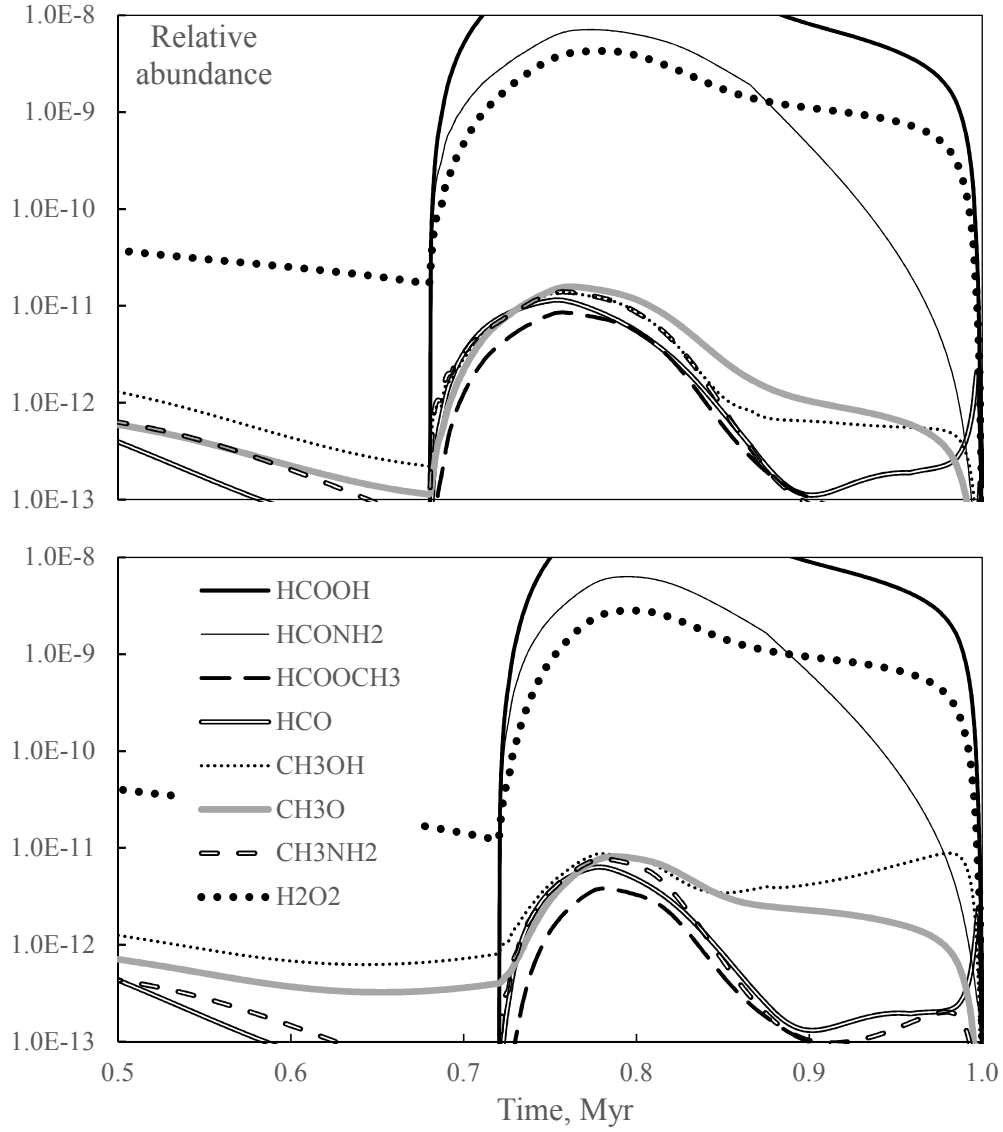 1.0E-8
Relative
abundance
1.0E-9
1.0E-10
1.0E-11
1.0E-12
1.0E-13
1.0E-8
HCOOH
HCONH2
1.0E-9
HCOOCH3
HCO
1.0E-10
CH3OH
CH3O
1.0E-11
CH3NH2
H2O2
1.0E-12
1.0E-13
0.5 0.6 0.7 0.8 0.9 1.0
Time, Myr